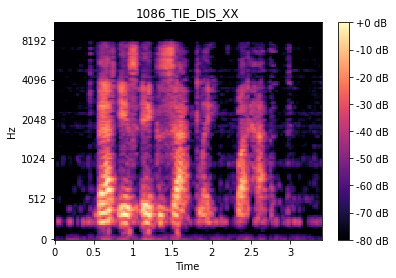 1086_TIE_DIS_XX
+0 dB
8192
-10 dB
4096
-20 dB
-30 dB
2048
Hz
-40 dB
1024
-50 dB
512
-60 dB
-70 dB
0
-80 dB
0 0.5 1 1.5 2 2.5 3
Time